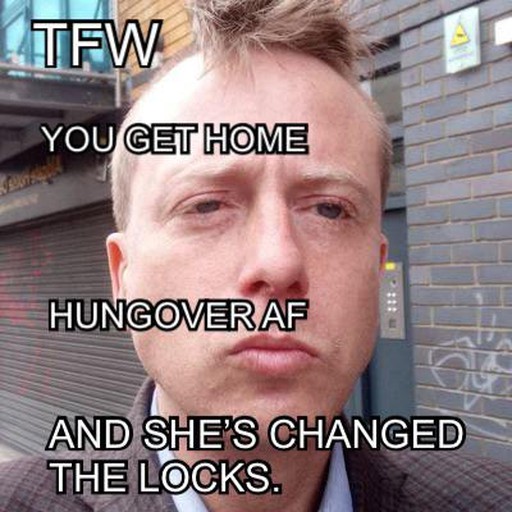 TFW
YOU GET HOME
HUNGOVER AF
AND SHE'S CHANGED
THE LOCKS.